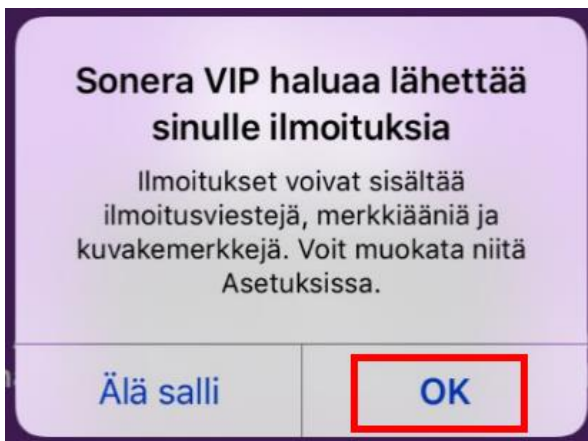 Sonera VIP haluaa lähettää
sinulle ilmoituksia
Ilmoitukset voivat sisältää
ilmoitusviestejä, merkkiääniä ja
kuvakemerkkejä. Voit muokata niitä
Asetuksissa.
Älä salli
OK